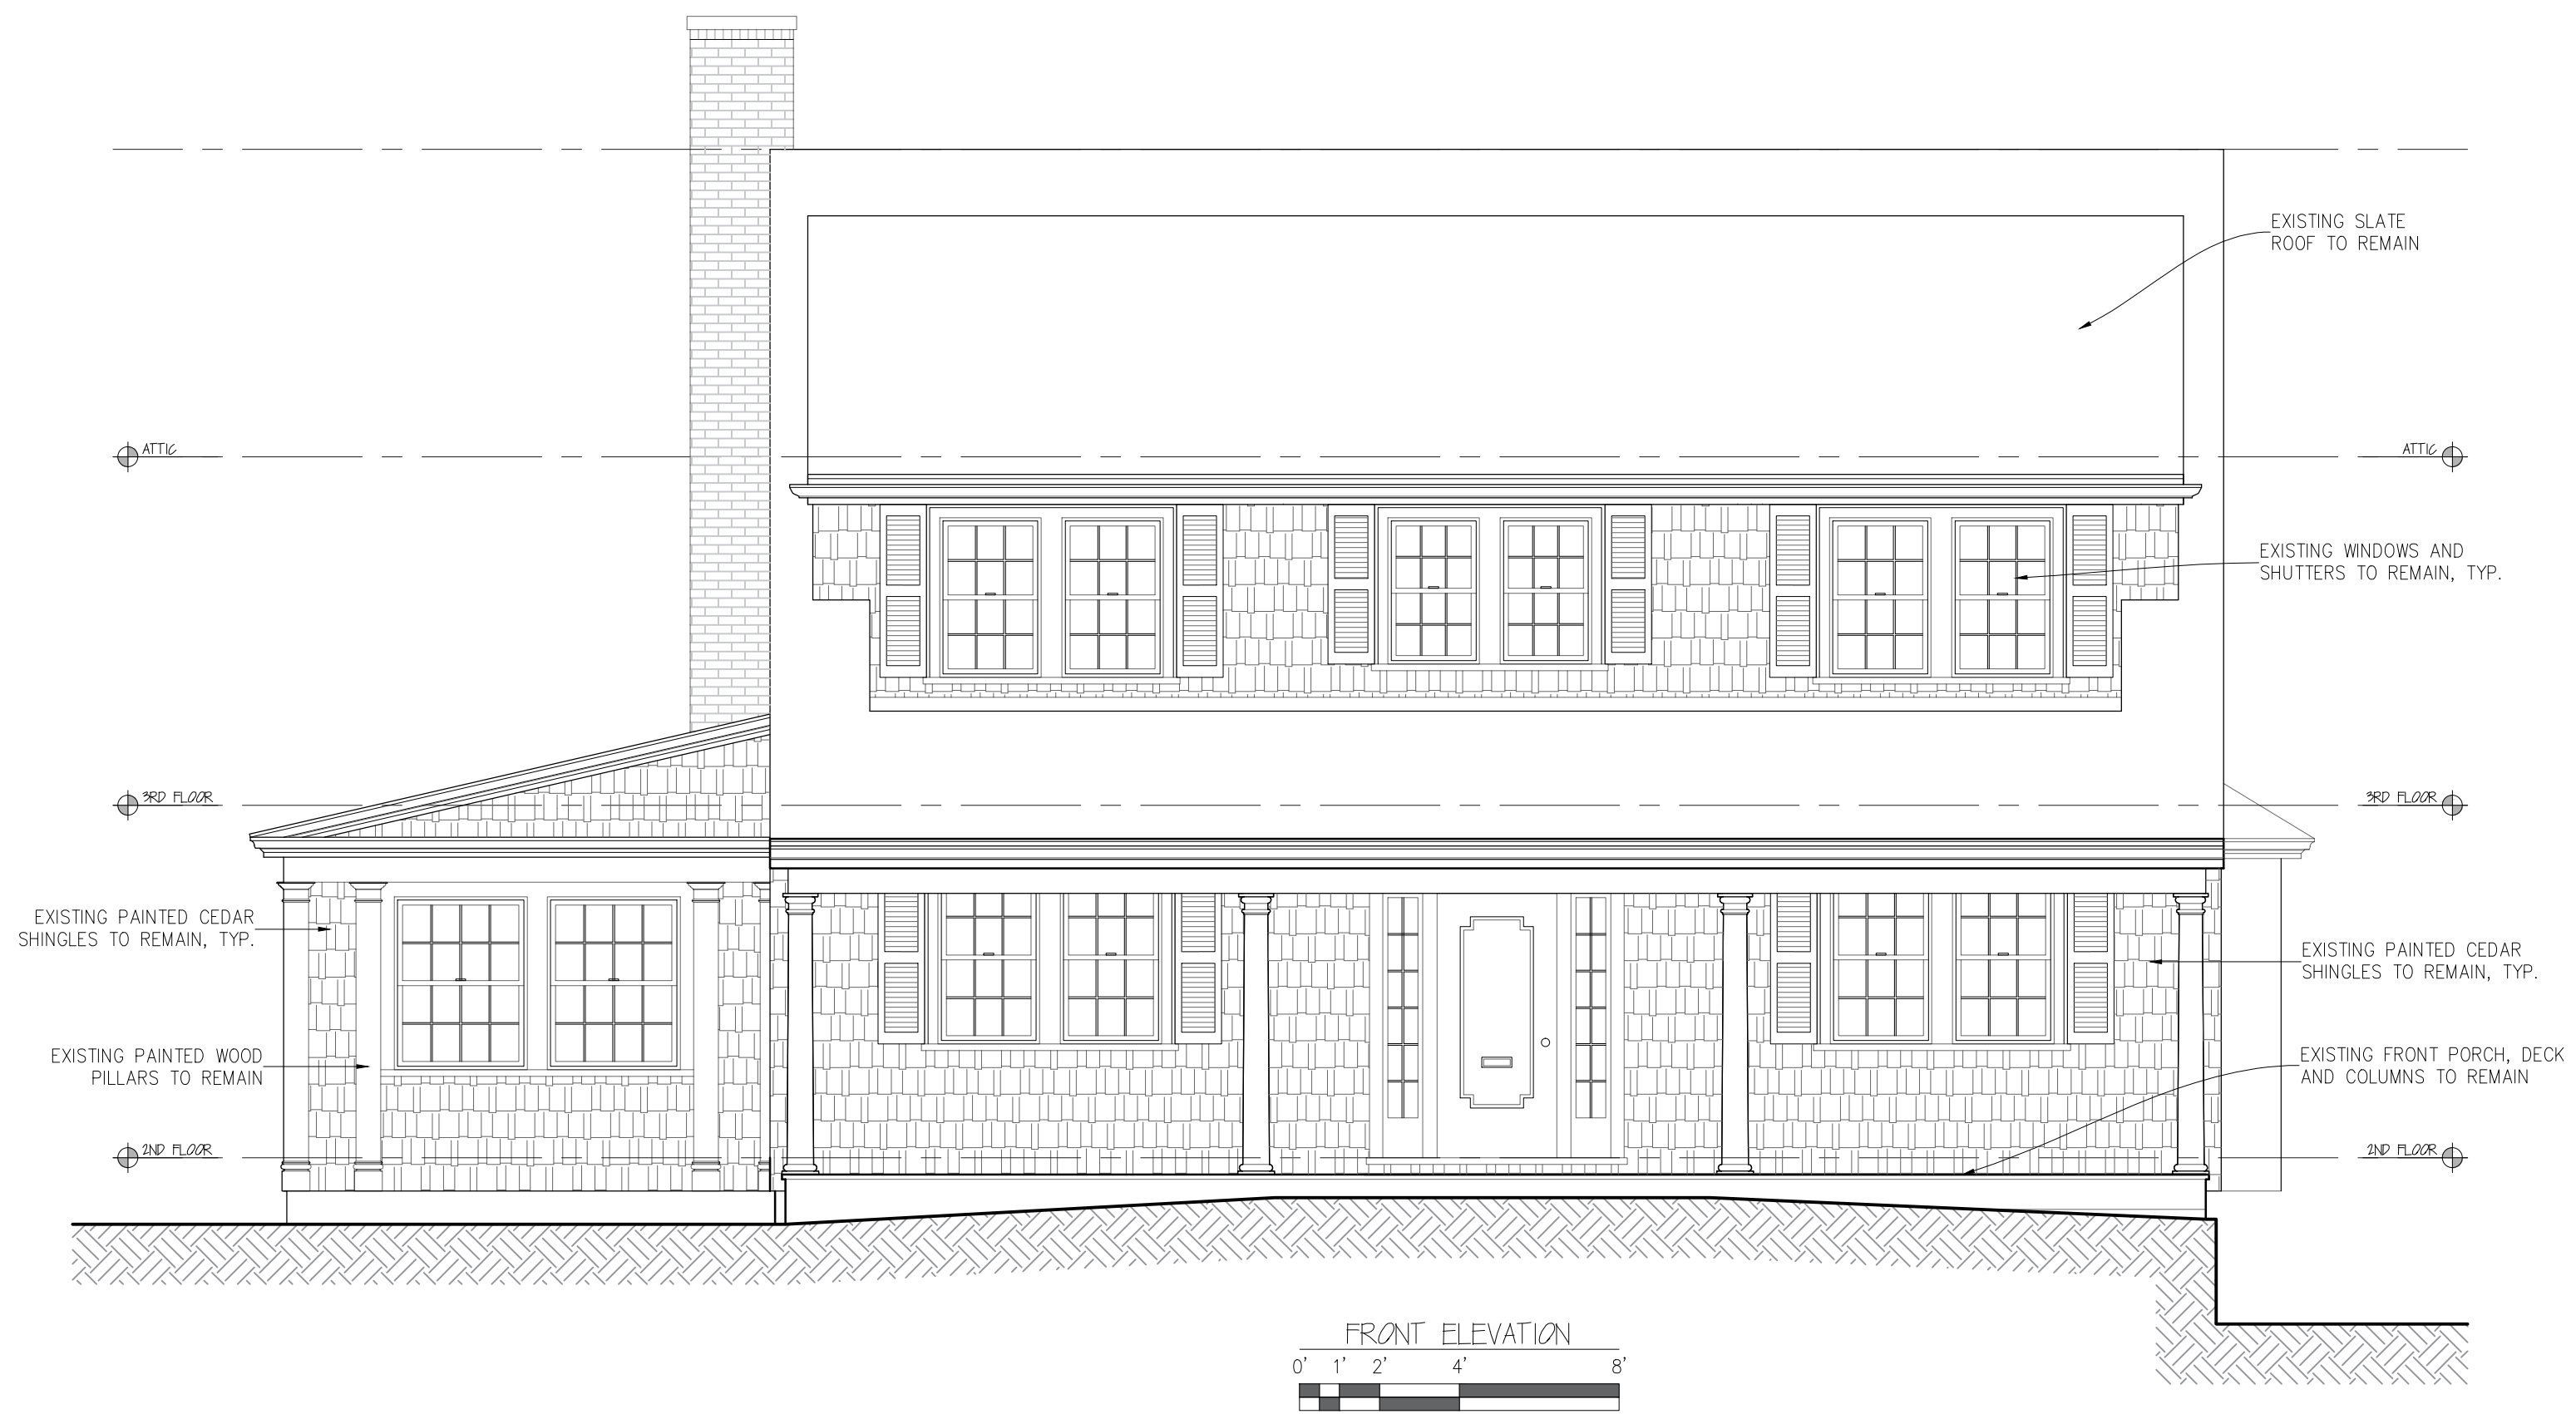 EXISTING SLATE
ROOF TO REMAIN
ATTIC
ATTIC
EXISTING WINDOWS AND
SHUTTERS TO REMAIN, TYP.
3RD FLOOR
3RD FLOOR
EXISTING PAINTED CEDAR
SHINGLES TO REMAIN, TYP.
EXISTING PAINTED CEDAR
SHINGLES TO REMAIN, TYP.
EXISTING PAINTED WOOD
PILLARS TO REMAIN
EXISTING FRONT PORCH, DECK
AND COLUMNS TO REMAIN
2ND FLOOR
2ND FLOOR
FRONT ELEVATION
0' 1' 2' 4' 8'